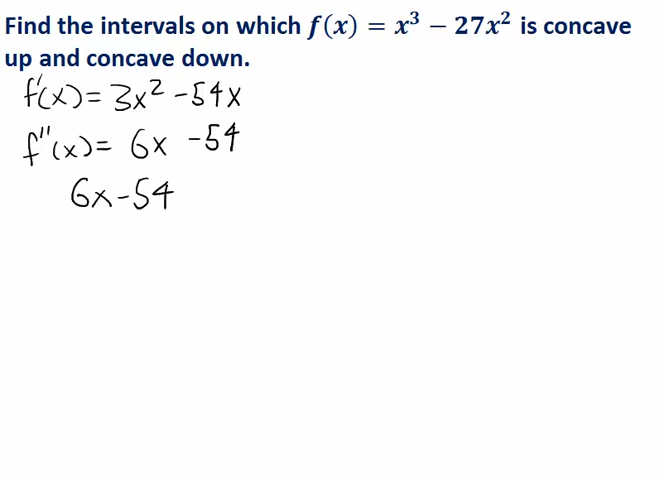 Find the intervals on which f(x) = x³ − 27x² is concave
up and concave down.
f'(x) = 3x² - 54x
f''(x) = 6x - 54
6x - 54